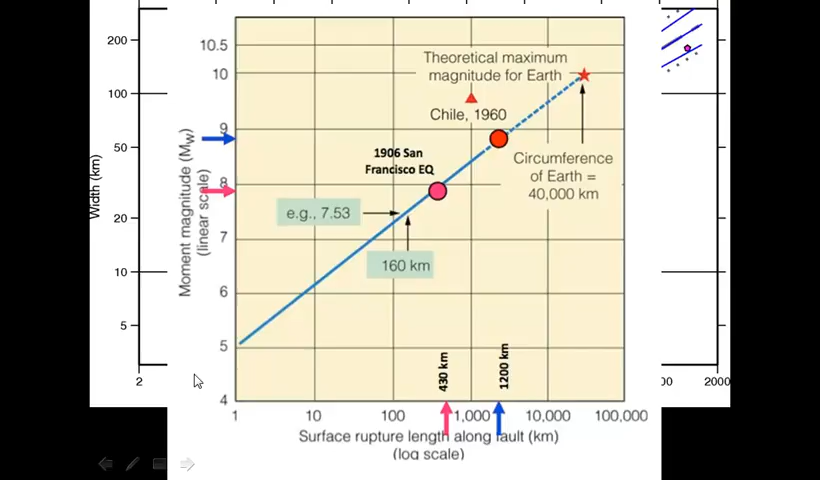 200
100
50
20
10
5
2
Width (km)
00
2000
10.5
10
9
8
7
6
5
4
Moment magnitude (Mw)
(linear scale)
Theoretical maximum
magnitude for Earth
Chile, 1960
1906 San
Francisco EQ
Circumference
of Earth =
40,000 km
e.g., 7.53
160 km
430 km
1200 km
1
10
100
1,000
10,000
100,000
Surface rupture length along fault (km)
(log scale)